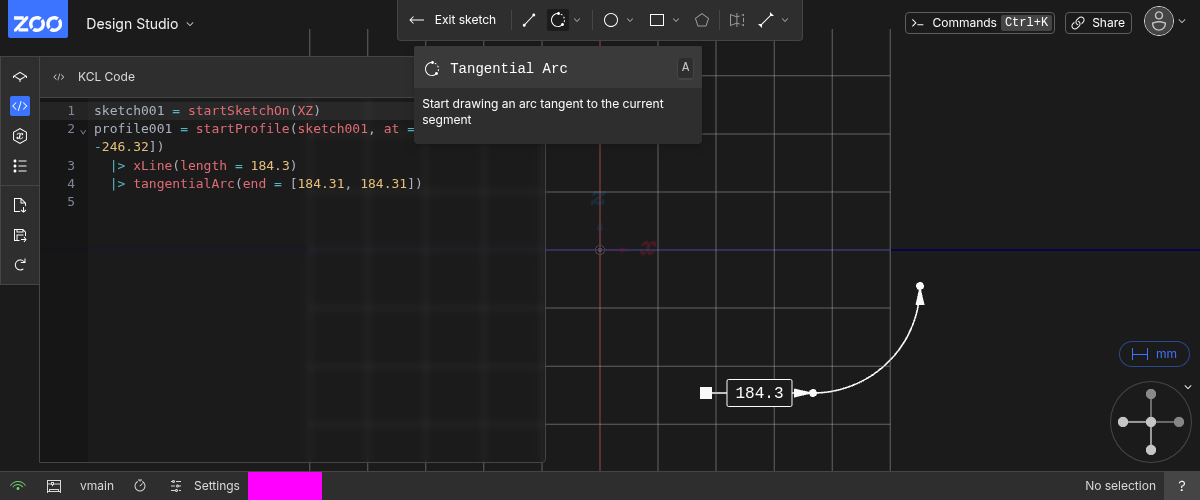 ZOO Design Studio
Exit sketch
Commands Ctrl+K
Share
KCL Code
Tangential Arc A
Start drawing an arc tangent to the current
segment
1 sketch001 = startSketchOn(XZ)
2 profile001 = startProfile(sketch001, at =
-246.32])
3 |> xLine(length = 184.3)
4 |> tangentialArc(end = [184.31, 184.31])
5
z
x
184.3
mm
vmain
Settings
No selection
?